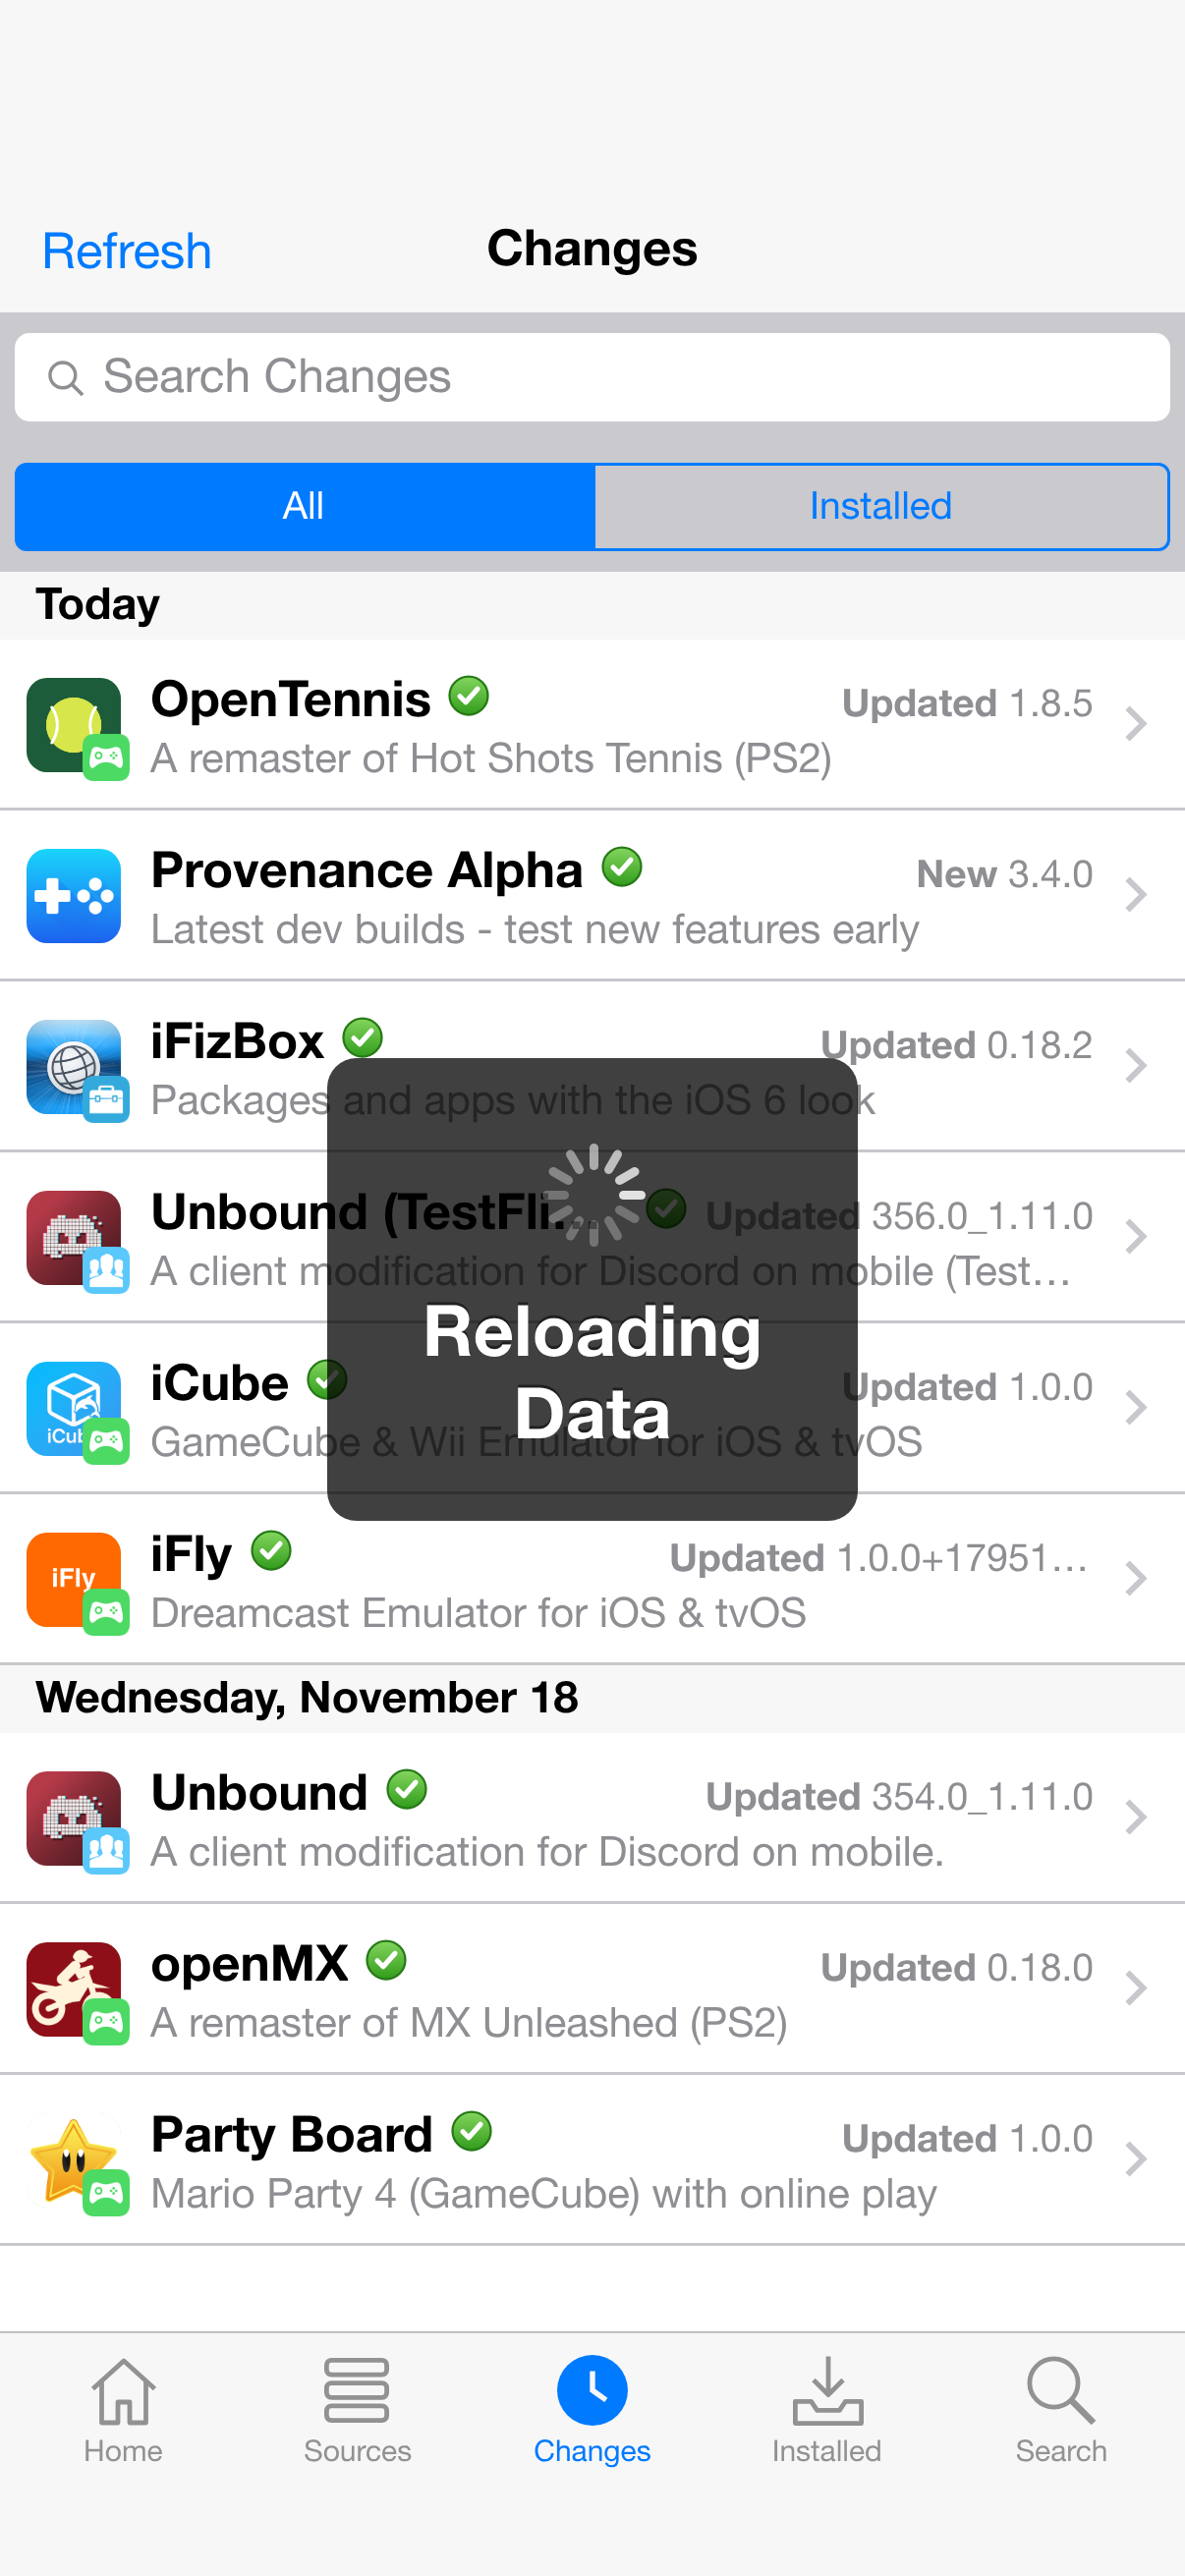 Refresh
Changes
Search Changes
All
Installed
Today
OpenTennis
Updated 1.8.5
A remaster of Hot Shots Tennis (PS2)
Provenance Alpha
New 3.4.0
Latest dev builds - test new features early
iFizBox
Updated 0.18.2
Packages and apps with the iOS 6 look
Unbound (TestFli...
Updated 356.0_1.11.0
A client modification for Discord on mobile (Test...
Reloading
Data
iCube
iCube
Updated 1.0.0
GameCube & Wii Emulator for iOS & tvOS
iFly
iFly
Updated 1.0.0+17951...
Dreamcast Emulator for iOS & tvOS
Wednesday, November 18
Unbound
Updated 354.0_1.11.0
A client modification for Discord on mobile.
openMX
Updated 0.18.0
A remaster of MX Unleashed (PS2)
Party Board
Updated 1.0.0
Mario Party 4 (GameCube) with online play
Home
Sources
Changes
Installed
Search